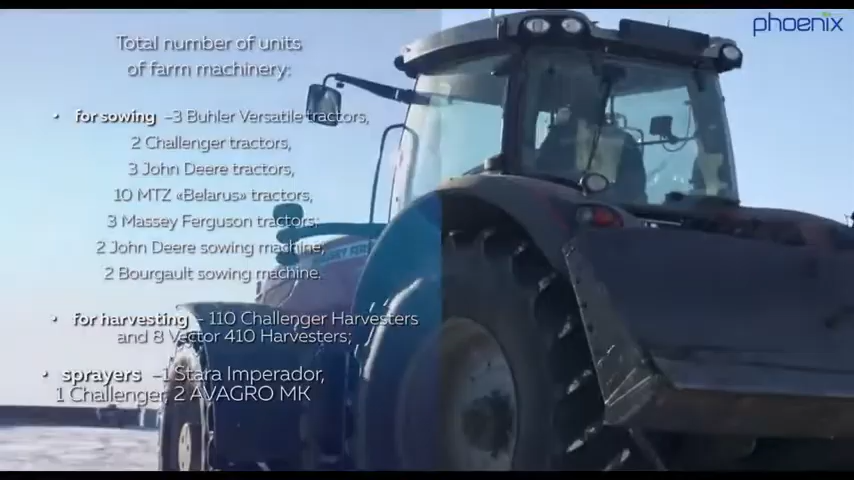 phoenix
Total number of units
of farm machinery:
• for sowing –3 Buhler Versatile tractors,
2 Challenger tractors,
3 John Deere tractors,
10 MTZ «Belarus» tractors,
3 Massey Ferguson tractors;
2 John Deere sowing machine;
2 Bourgault sowing machine.
• for harvesting - 110 Challenger Harvesters
and 8 Vector 410 Harvesters;
• sprayers –1 Stara Imperador,
1 Challenger, 2 AVAGRO MK